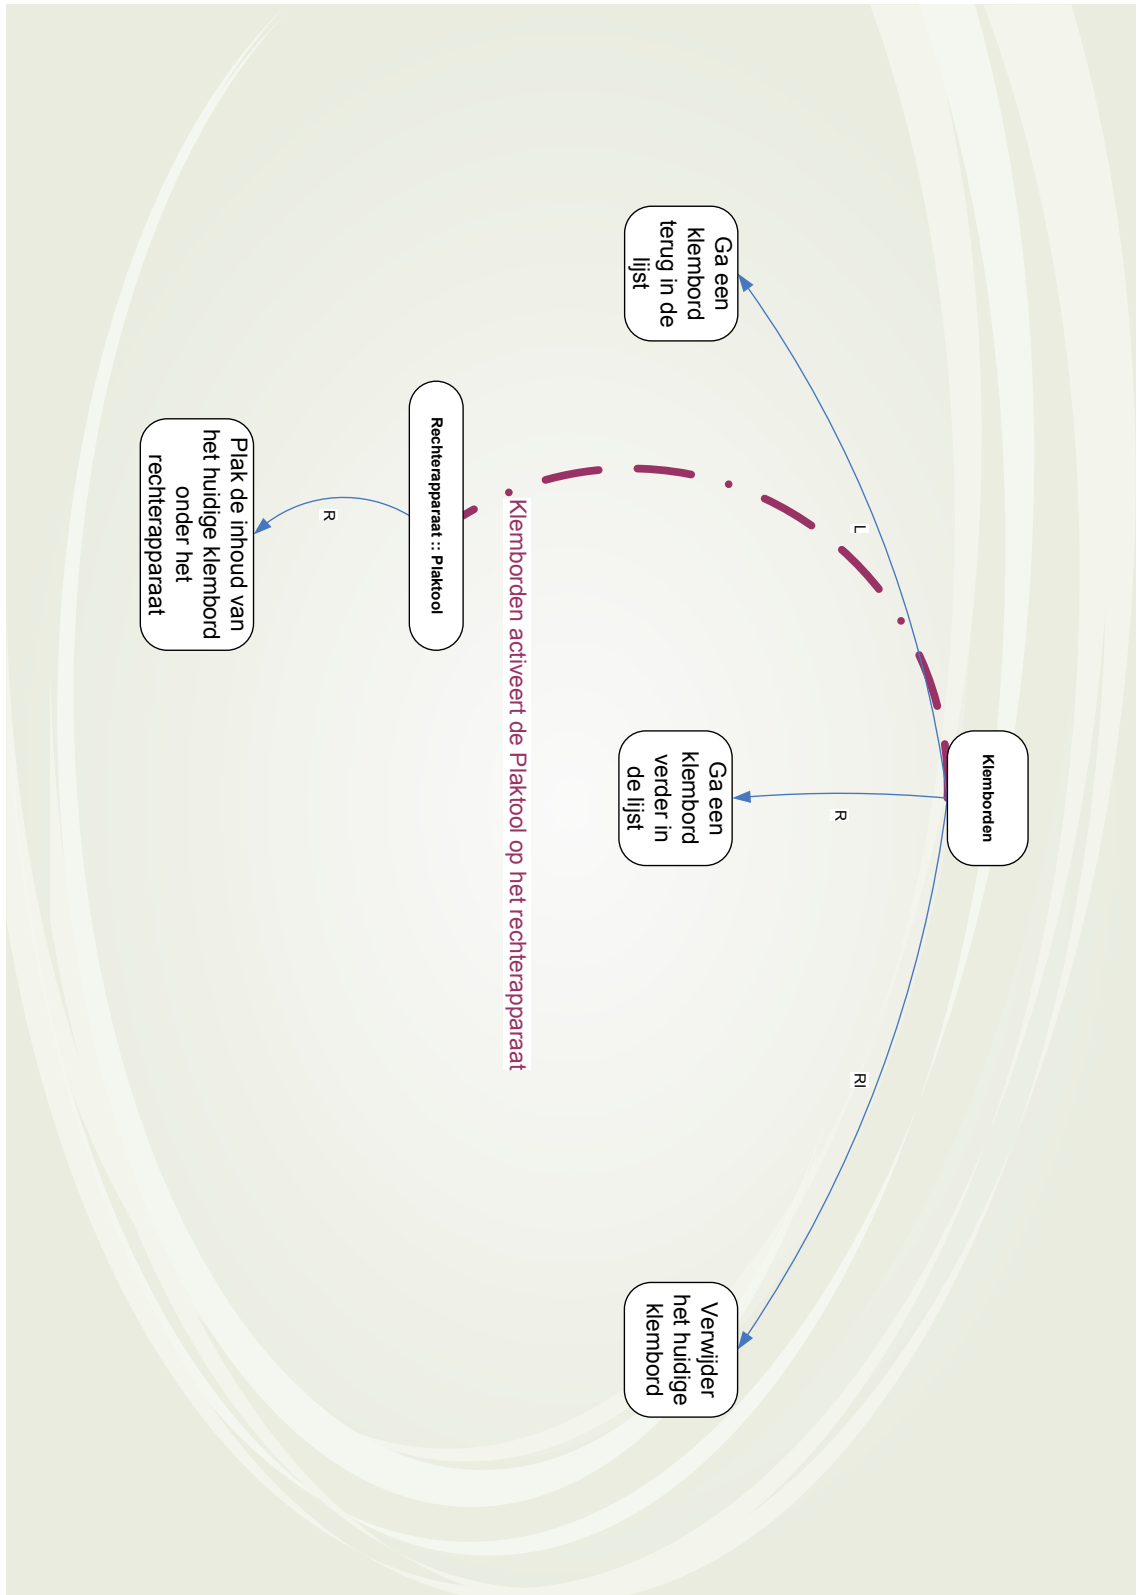 Klemborden
L
R
RI
Ga een
klembord
terug in de
lijst
Ga een
klembord
verder in
de lijst
Verwijder
het huidige
klembord
Klemborden activeert de Plaktool op het rechterapparaat
Rechterapparaat :: Plaktool
R
Plak de inhoud van
het huidige klembord
onder het
rechterapparaat